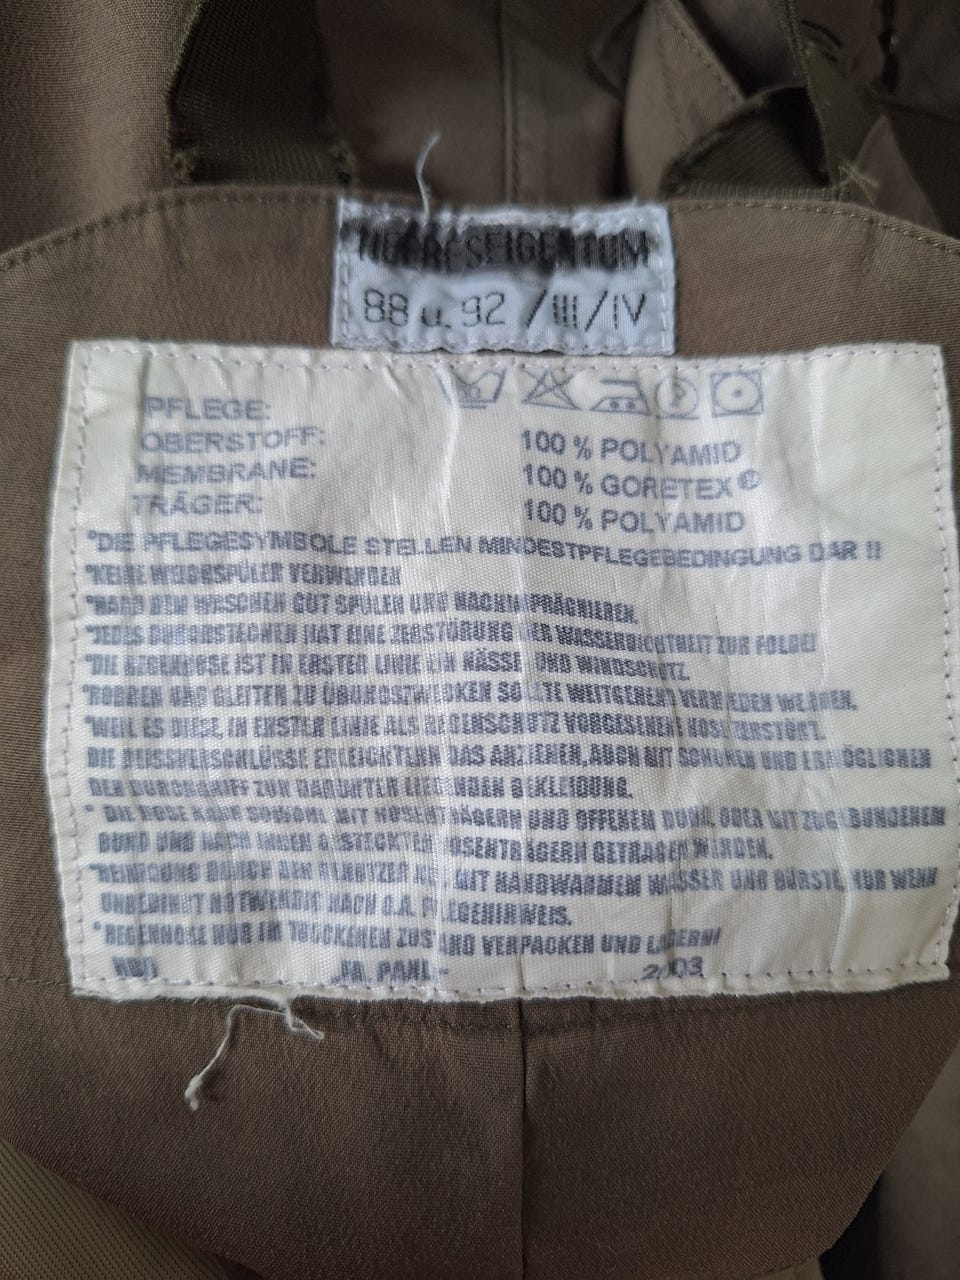 HEERESEIGENTUM
88 u. 92 / III / IV
PFLEGE:
OBERSTOFF: 100 % POLYAMID
MEMBRANE: 100 % GORETEX®
TRÄGER: 100 % POLYAMID
*DIE PFLEGESYMBOLE STELLEN MINDESTPFLEGEBEDINGUNG DAR !!
*KEINE WEICHSPÜLER VERWENDEN
*NACH DEM WASCHEN GUT SPÜLEN UND NACHIMPRÄGNIEREN.
*JEDES DURCHSTECHEN HAT EINE ZERSTÖRUNG DER WASSERDICHTHEIT ZUR FOLGE!
*DIE REGENHOSE IST IN ERSTER LINIE EIN NÄSSE UND WINDSCHUTZ.
*ROBBEN UND GLEITEN ZU ÜBUNGSZWECKEN SOLLTE WEITGEHENT VERMIEDEN WERDEN.
*WEIL ES DIESE, IN ERSTER LINIE ALS REGENSCHUTZ VORGESEHENE HOSE ZERSTÖRT.
DIE REISSVERSCHLÜSSE ERLEICHTERN DAS ANZIEHEN, AUCH MIT SCHUHEN UND ERMÖGLICHEN
DEN DURCHGRIFF ZUR DARUNTER LIEGENDEN BEKLEIDUNG.
* DIE HOSE KANN SOWOHL MIT HOSENTRÄGERN UND OFFENEN BUND, ODER MIT ZUGEBUNDENEM
BUND UND NACH INNEN GESTECKTEN HOSENTRÄGERN GETRAGEN WERDEN.
*REINIGUNG DURCH DEN BENUTZER NUR MIT HANDWARMEM WASSER UND BÜRSTE, NUR WENN
UNBEDINGT NOTWENDIG NACH O.A. PFLEGEHINWEIS.
*REGENHOSE NUR IM TROCKENEN ZUSTAND VERPACKEN UND LAGERN!
2003